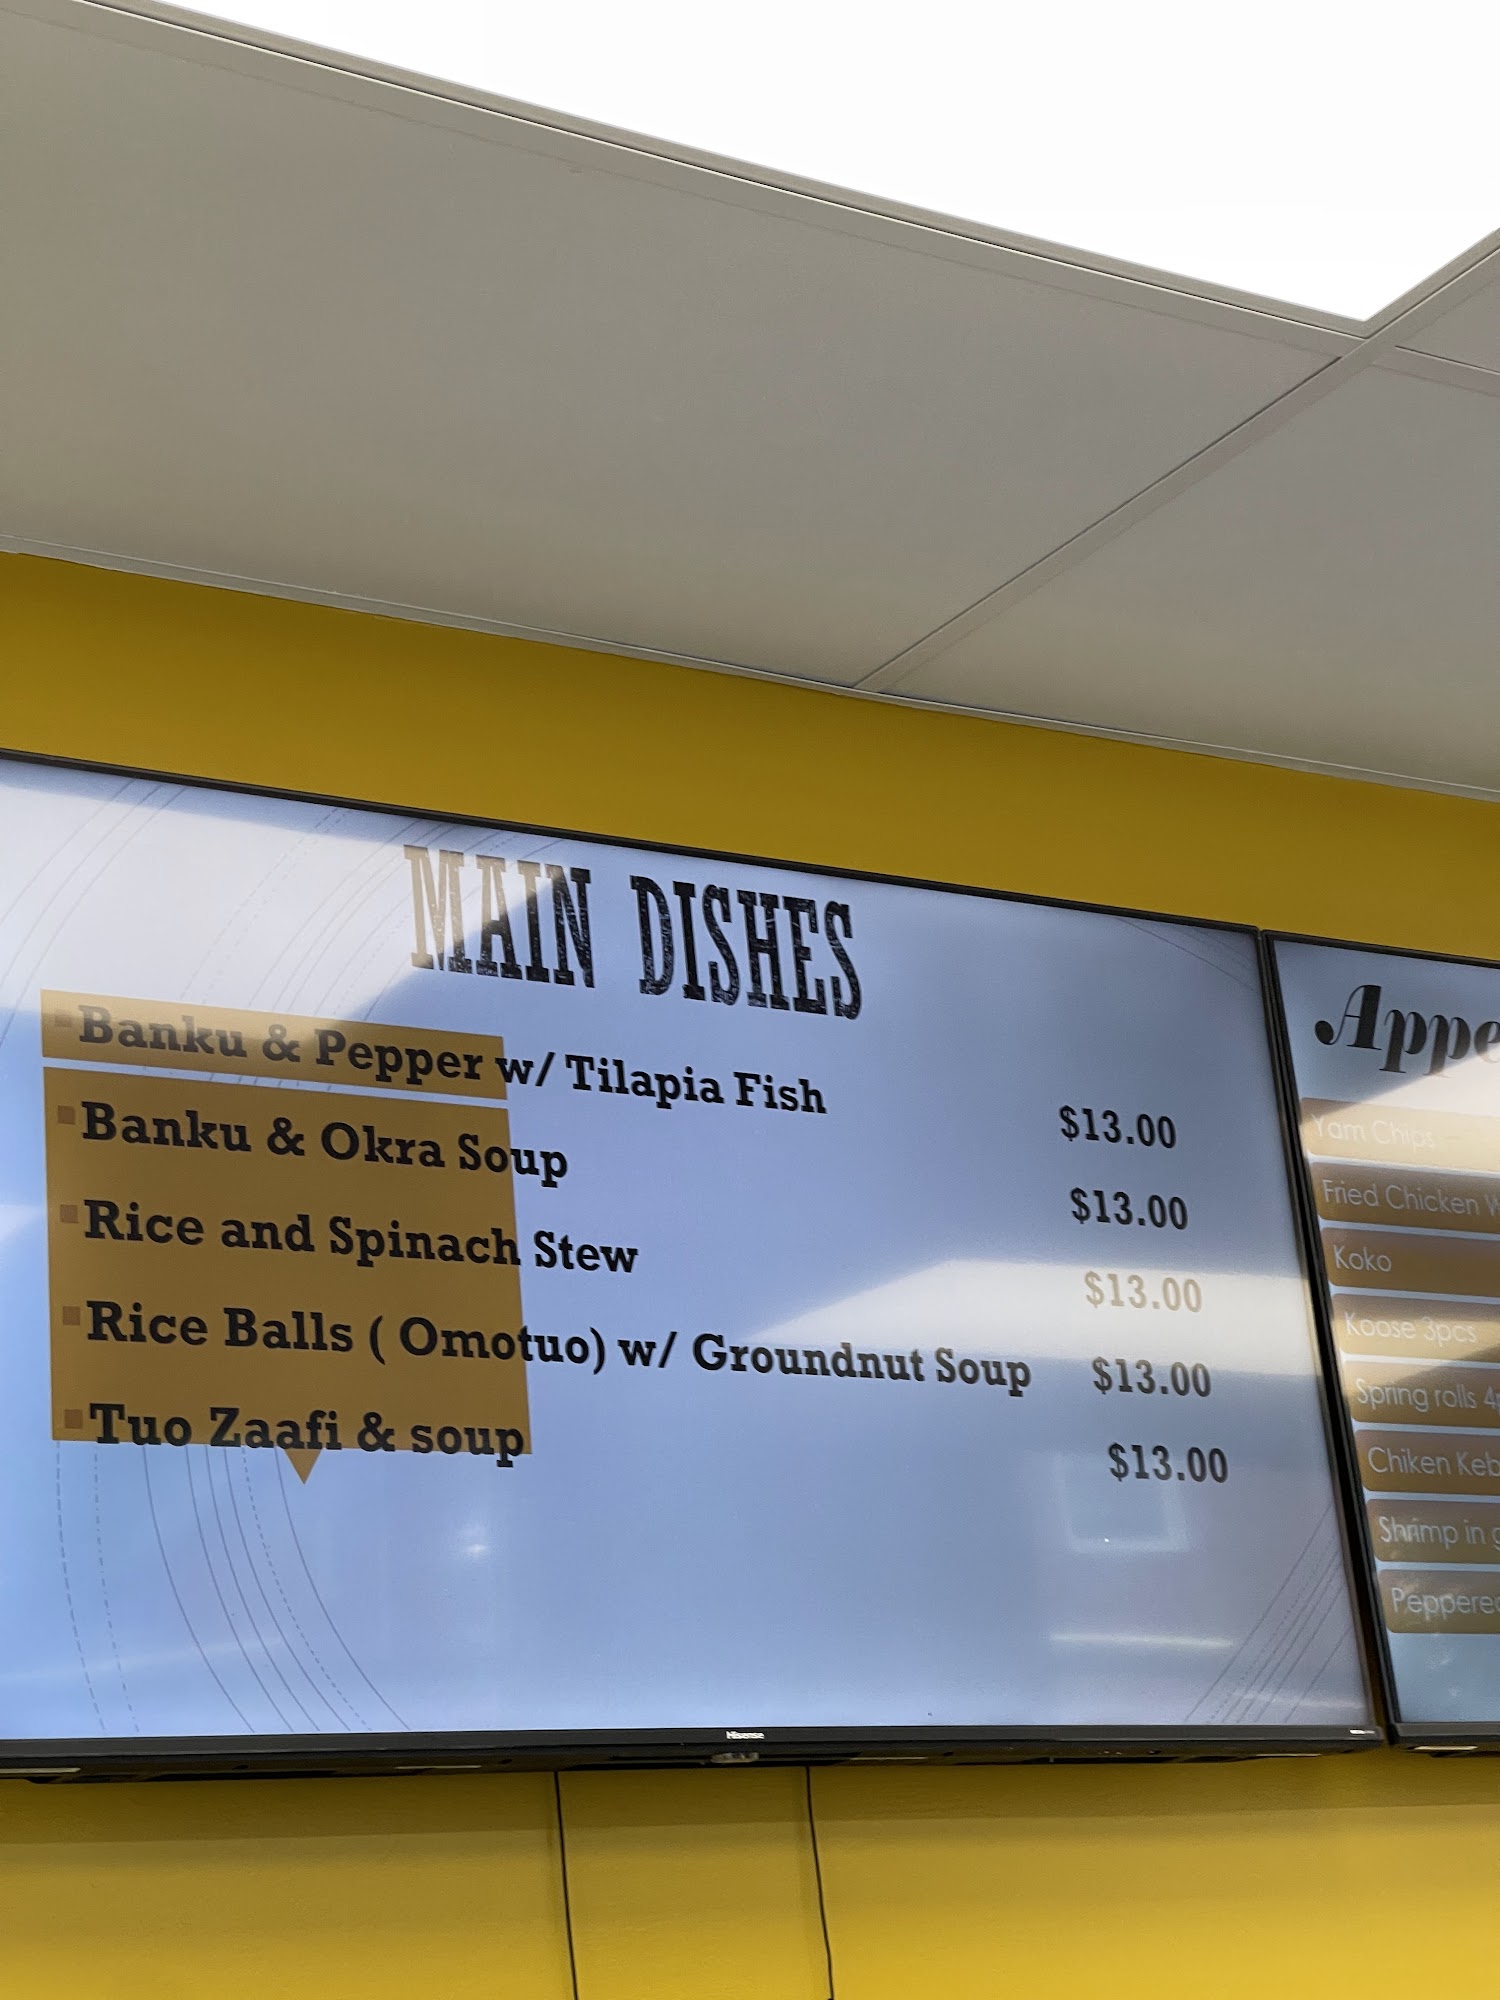 MAIN DISHES
Banku & Pepper w/ Tilapia Fish $13.00
Banku & Okra Soup $13.00
Rice and Spinach Stew $13.00
Rice Balls ( Omotuo) w/ Groundnut Soup $13.00
Tuo Zaafi & soup $13.00
Hisense
Appe
Yam Chips
Fried Chicken W
Koko
Koose 3pcs
Spring rolls 4
Chiken Keb
Shrimp in g
Peppered